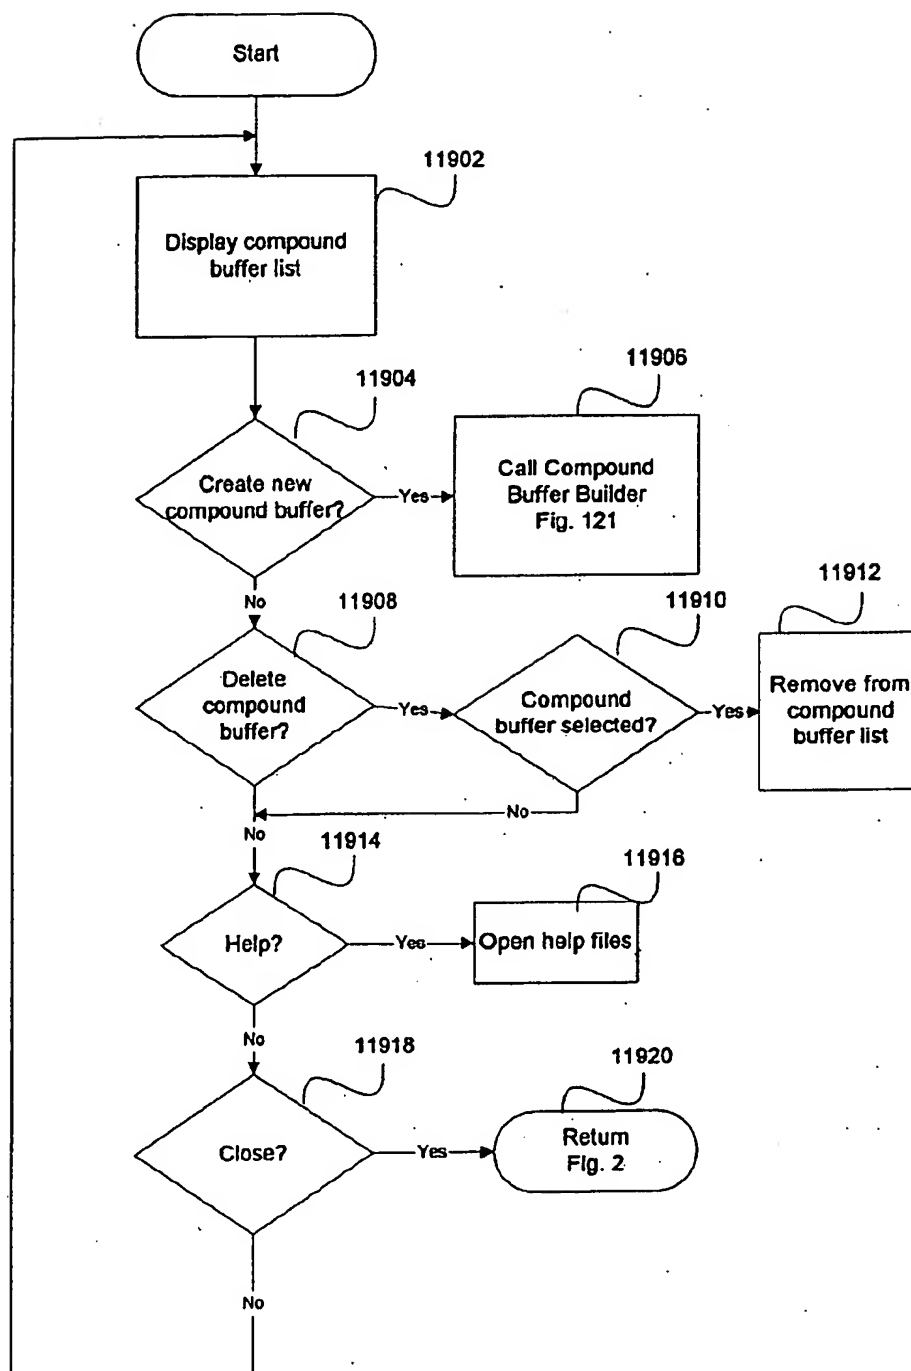 Start
11902
Display compound
buffer list
11904
11906
Create new
compound buffer?
Yes
Call Compound
Buffer Builder
Fig. 121
No
11908
11910
11912
Delete
compound
buffer?
Yes
Compound
buffer selected?
Yes
Remove from
compound
buffer list
No
No
11914
11916
Help?
Yes
Open help files
No
11918
11920
Close?
Yes
Return
Fig. 2
No